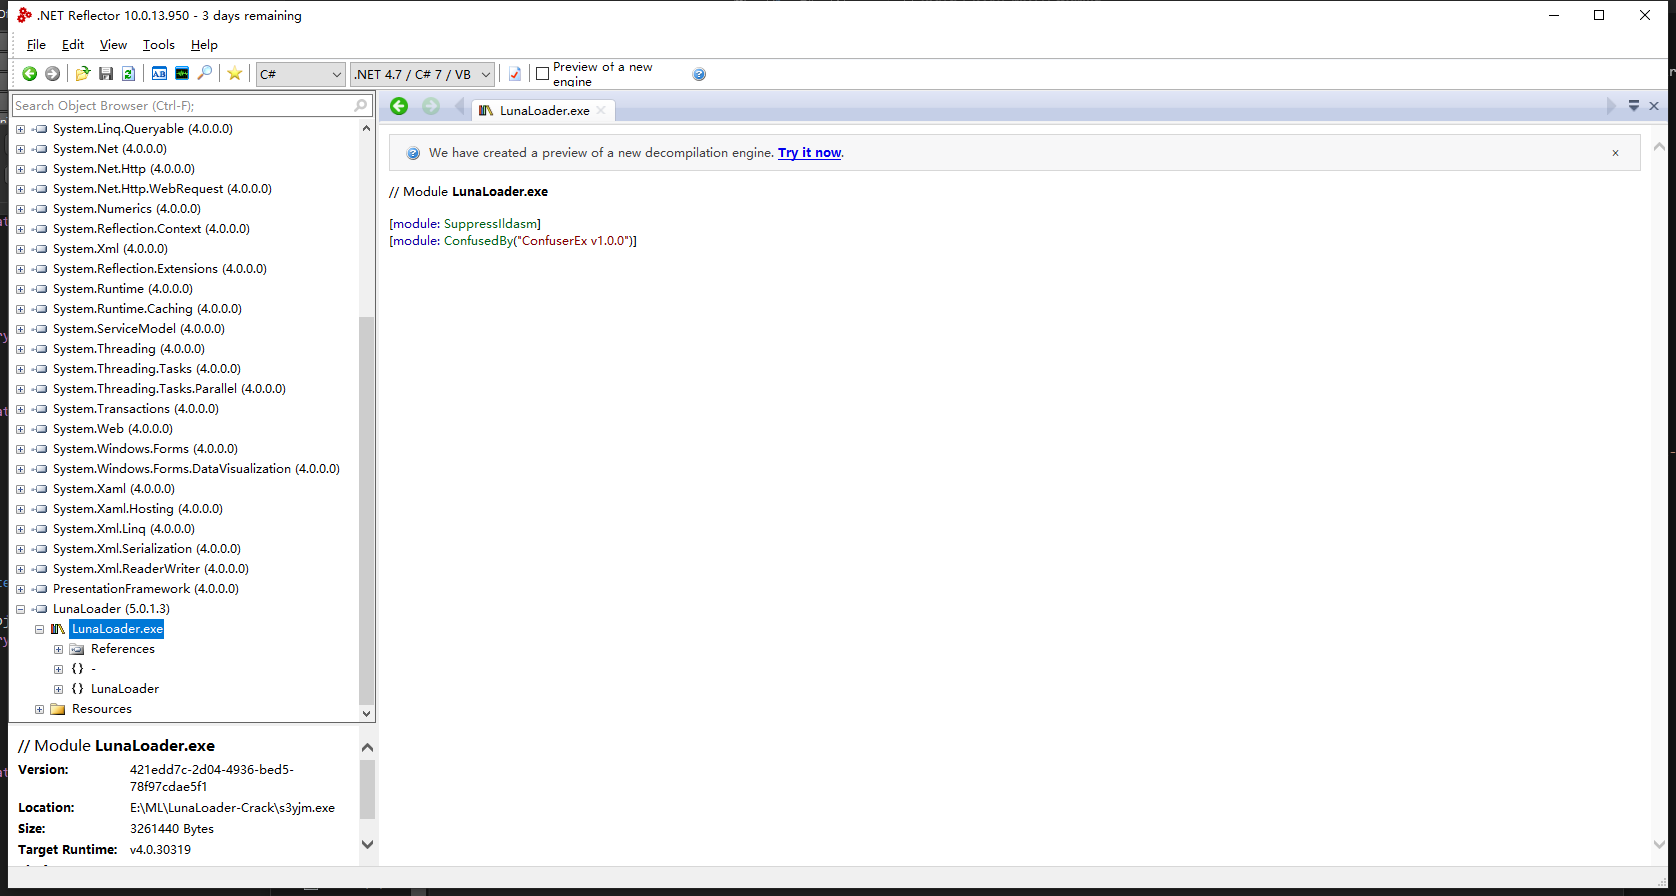 .NET Reflector 10.0.13.950 - 3 days remaining
File Edit View Tools Help
C# .NET 4.7 / C# 7 / VB Preview of a new engine
Search Object Browser (Ctrl-F);
System.Linq.Queryable (4.0.0.0)
System.Net (4.0.0.0)
System.Net.Http (4.0.0.0)
System.Net.Http.WebRequest (4.0.0.0)
System.Numerics (4.0.0.0)
System.Reflection.Context (4.0.0.0)
System.Xml (4.0.0.0)
System.Reflection.Extensions (4.0.0.0)
System.Runtime (4.0.0.0)
System.Runtime.Caching (4.0.0.0)
System.ServiceModel (4.0.0.0)
System.Threading (4.0.0.0)
System.Threading.Tasks (4.0.0.0)
System.Threading.Tasks.Parallel (4.0.0.0)
System.Transactions (4.0.0.0)
System.Web (4.0.0.0)
System.Windows.Forms (4.0.0.0)
System.Windows.Forms.DataVisualization (4.0.0.0)
System.Xaml (4.0.0.0)
System.Xaml.Hosting (4.0.0.0)
System.Xml.Linq (4.0.0.0)
System.Xml.Serialization (4.0.0.0)
System.Xml.ReaderWriter (4.0.0.0)
PresentationFramework (4.0.0.0)
LunaLoader (5.0.1.3)
LunaLoader.exe
References
{} -
{} LunaLoader
Resources
// Module LunaLoader.exe
Version: 421edd7c-2d04-4936-bed5-
78f97cdae5f1
Location: E:\ML\LunaLoader-Crack\s3yjm.exe
Size: 3261440 Bytes
Target Runtime: v4.0.30319
LunaLoader.exe
We have created a preview of a new decompilation engine. Try it now.
// Module LunaLoader.exe
[module: SuppressIldasm]
[module: ConfusedBy("ConfuserEx v1.0.0")]